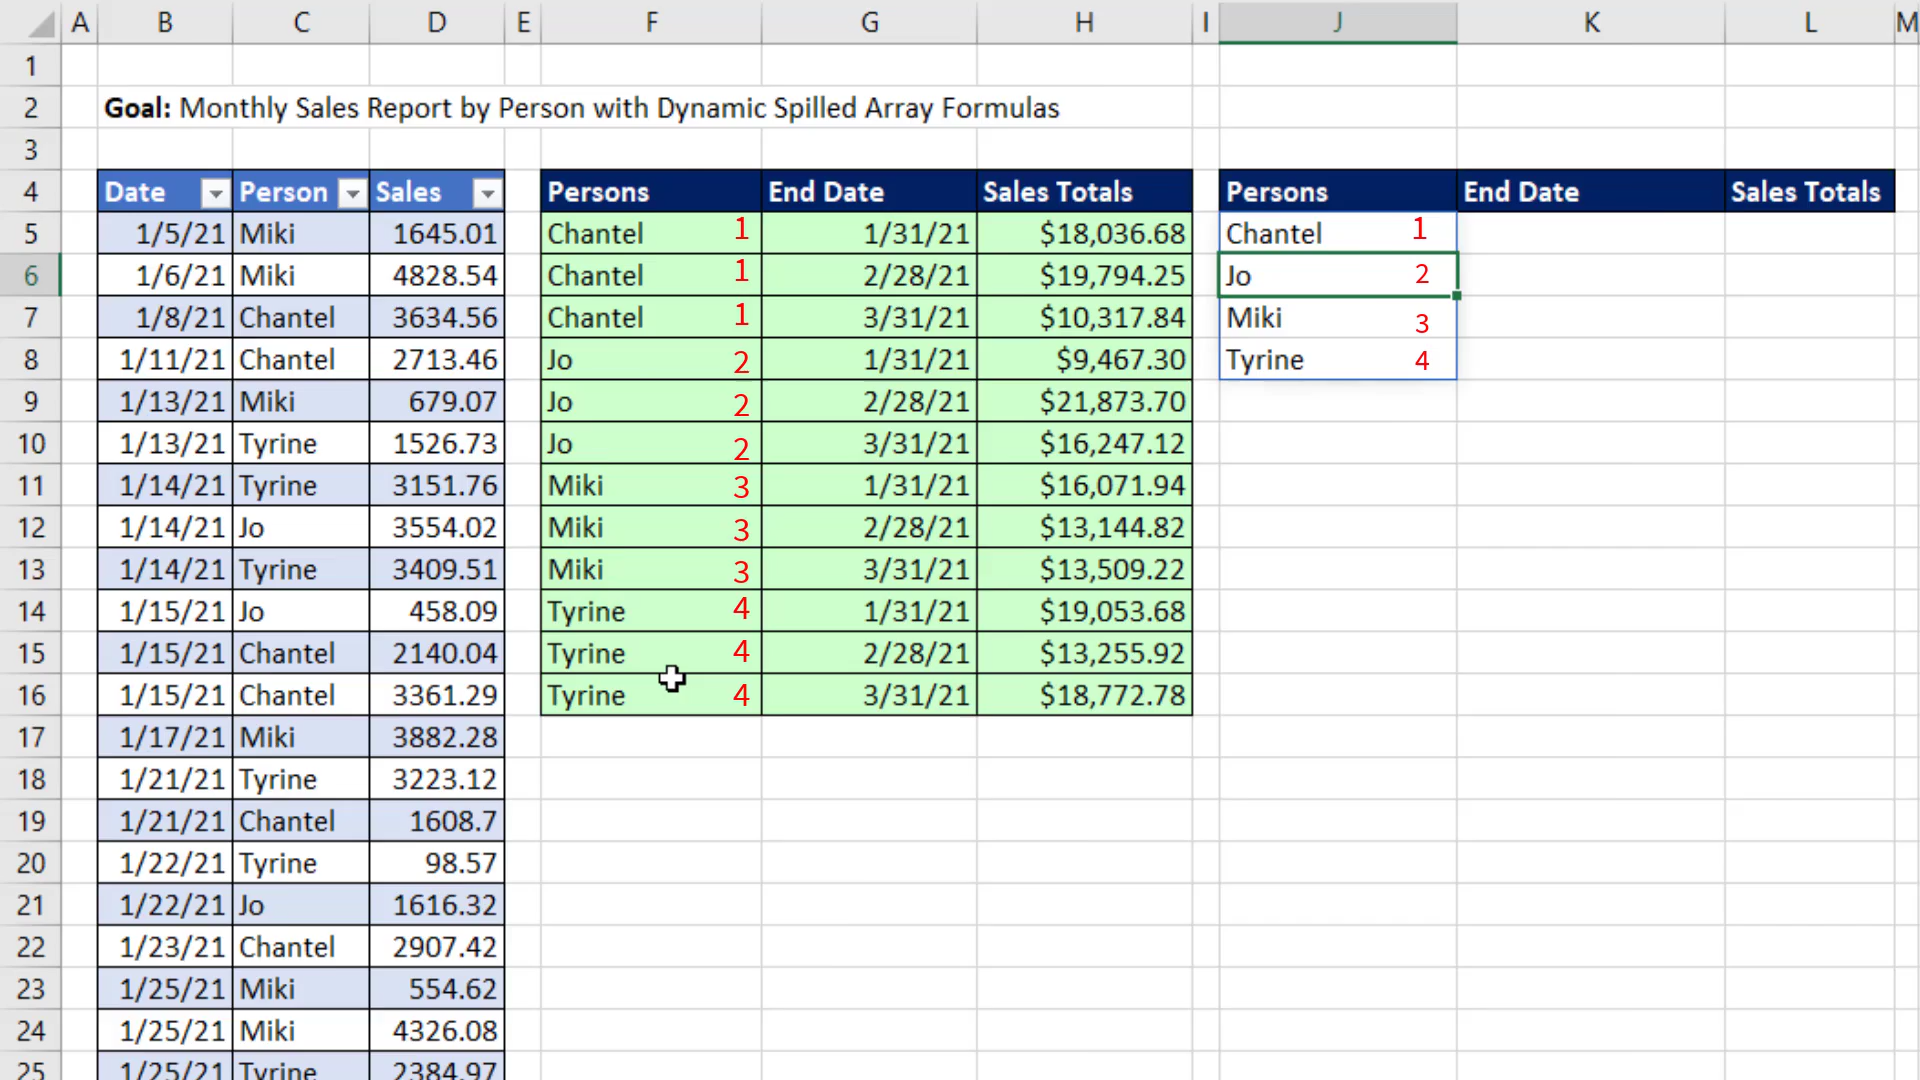 A B C D E F G H I J K L M
1
2 Goal: Monthly Sales Report by Person with Dynamic Spilled Array Formulas
3
4 Date Person Sales Persons End Date Sales Totals Persons End Date Sales Totals
5 1/5/21 Miki 1645.01 Chantel 1 1/31/21 $18,036.68 Chantel 1
6 1/6/21 Miki 4828.54 Chantel 1 2/28/21 $19,794.25 Jo 2
7 1/8/21 Chantel 3634.56 Chantel 1 3/31/21 $10,317.84 Miki 3
8 1/11/21 Chantel 2713.46 Jo 2 1/31/21 $9,467.30 Tyrine 4
9 1/13/21 Miki 679.07 Jo 2 2/28/21 $21,873.70
10 1/13/21 Tyrine 1526.73 Jo 2 3/31/21 $16,247.12
11 1/14/21 Tyrine 3151.76 Miki 3 1/31/21 $16,071.94
12 1/14/21 Jo 3554.02 Miki 3 2/28/21 $13,144.82
13 1/14/21 Tyrine 3409.51 Miki 3 3/31/21 $13,509.22
14 1/15/21 Jo 458.09 Tyrine 4 1/31/21 $19,053.68
15 1/15/21 Chantel 2140.04 Tyrine 4 2/28/21 $13,255.92
16 1/15/21 Chantel 3361.29 Tyrine 4 3/31/21 $18,772.78
17 1/17/21 Miki 3882.28
18 1/21/21 Tyrine 3223.12
19 1/21/21 Chantel 1608.7
20 1/22/21 Tyrine 98.57
21 1/22/21 Jo 1616.32
22 1/23/21 Chantel 2907.42
23 1/25/21 Miki 554.62
24 1/25/21 Miki 4326.08
25 1/25/21 Tyrine 2384.97